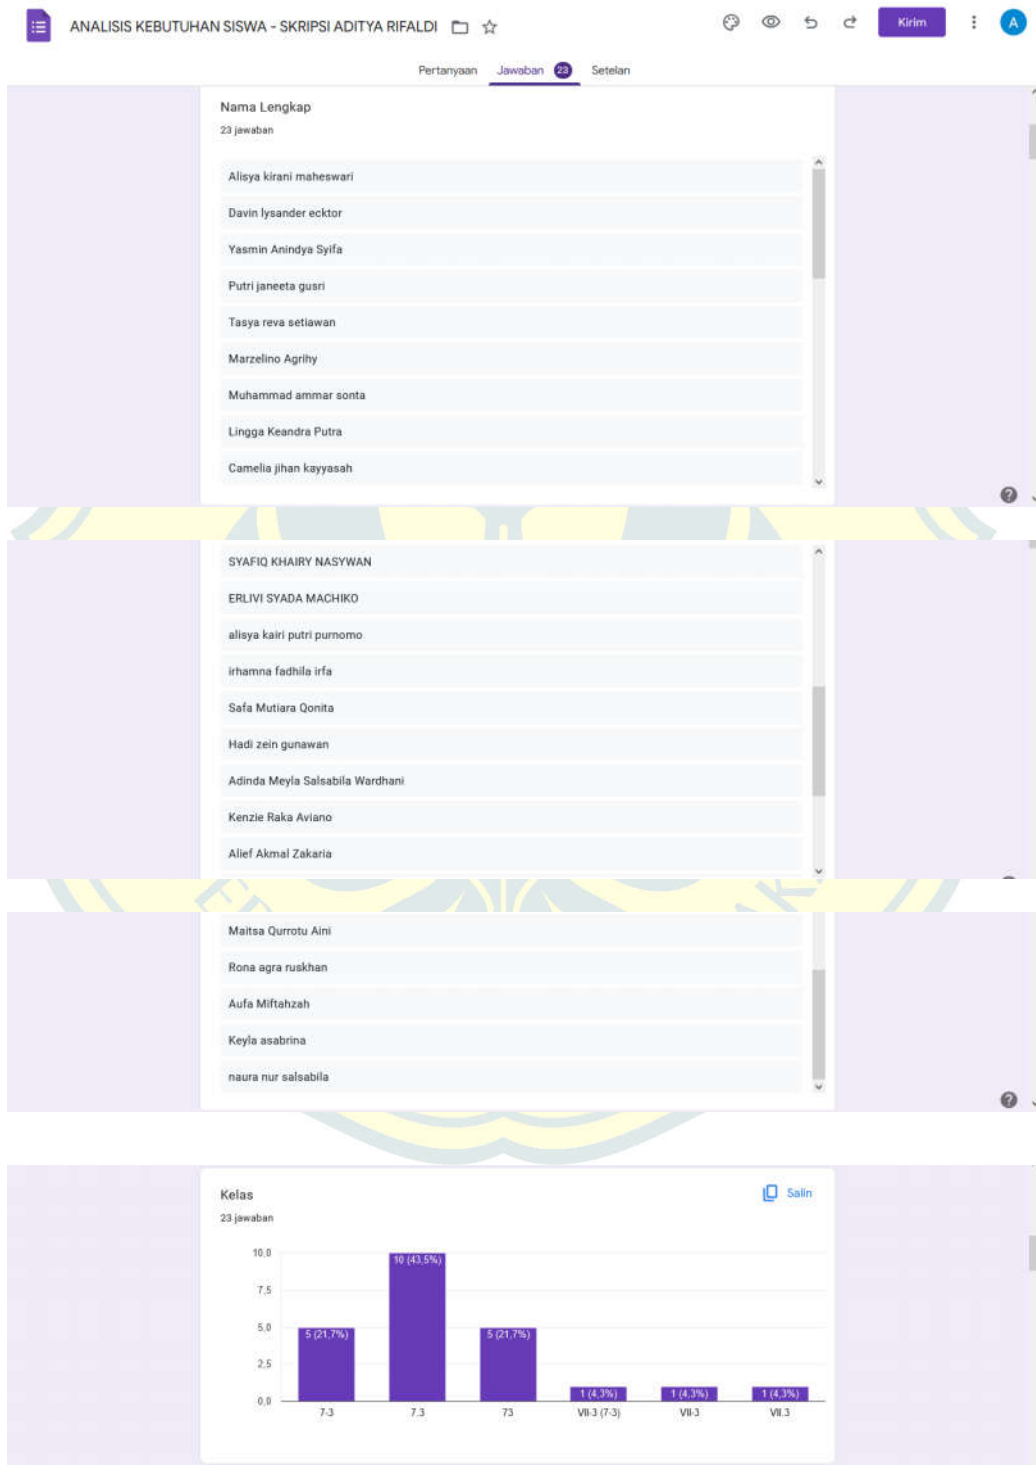 ANALISIS KEBUTUHAN SISWA - SKRIPSI ADITYA RIFALDI
Kirim
A
Pertanyaan Jawaban 23 Setelan
Nama Lengkap
23 jawaban
Alisya kirani maheswari
Davin lysander ecktor
Yasmin Anindya Syifa
Putri janeeta gusri
Tasya reva setiawan
Marzelino Agrihy
Muhammad ammar sonta
Lingga Keandra Putra
Camelia jihan kayyasah
SYAFIQ KHAIRY NASYWAN
ERLIVI SYADA MACHIKO
alisya kairi putri purnomo
irhamna fadhila irfa
Safa Mutiara Qonita
Hadi zein gunawan
Adinda Meyla Salsabila Wardhani
Kenzie Raka Aviano
Alief Akmal Zakaria
Maitsa Qurrotu Aini
Rona agra ruskhan
Aufa Miftahzah
Keyla asabrina
naura nur salsabila
Kelas
Salin
23 jawaban
10,0
7,5
5,0
2,5
0,0
5 (21,7%)
10 (43,5%)
5 (21,7%)
1 (4,3%)
1 (4,3%)
1 (4,3%)
7-3 7.3 73 VII-3 (7-3) VII-3 VII.3